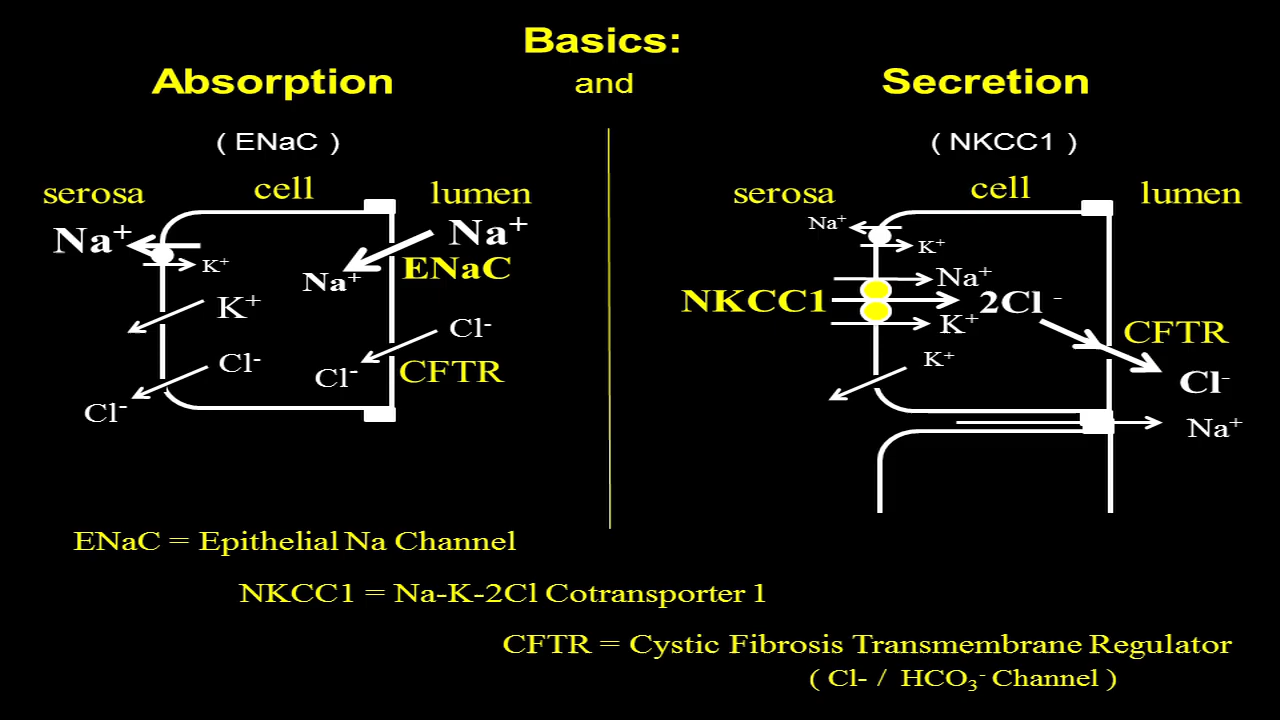 Basics:
Absorption and Secretion
( ENaC ) ( NKCC1 )
serosa cell lumen
Na+ Na+
K+ Na+ ENaC
K+ Cl-
Cl- Cl- CFTR
Cl-
serosa cell lumen
Na+ K+
Na+
NKCC1 2Cl -
K+ CFTR
K+ Cl-
Na+
ENaC = Epithelial Na Channel
NKCC1 = Na-K-2Cl Cotransporter 1
CFTR = Cystic Fibrosis Transmembrane Regulator
( Cl- / HCO3- Channel )